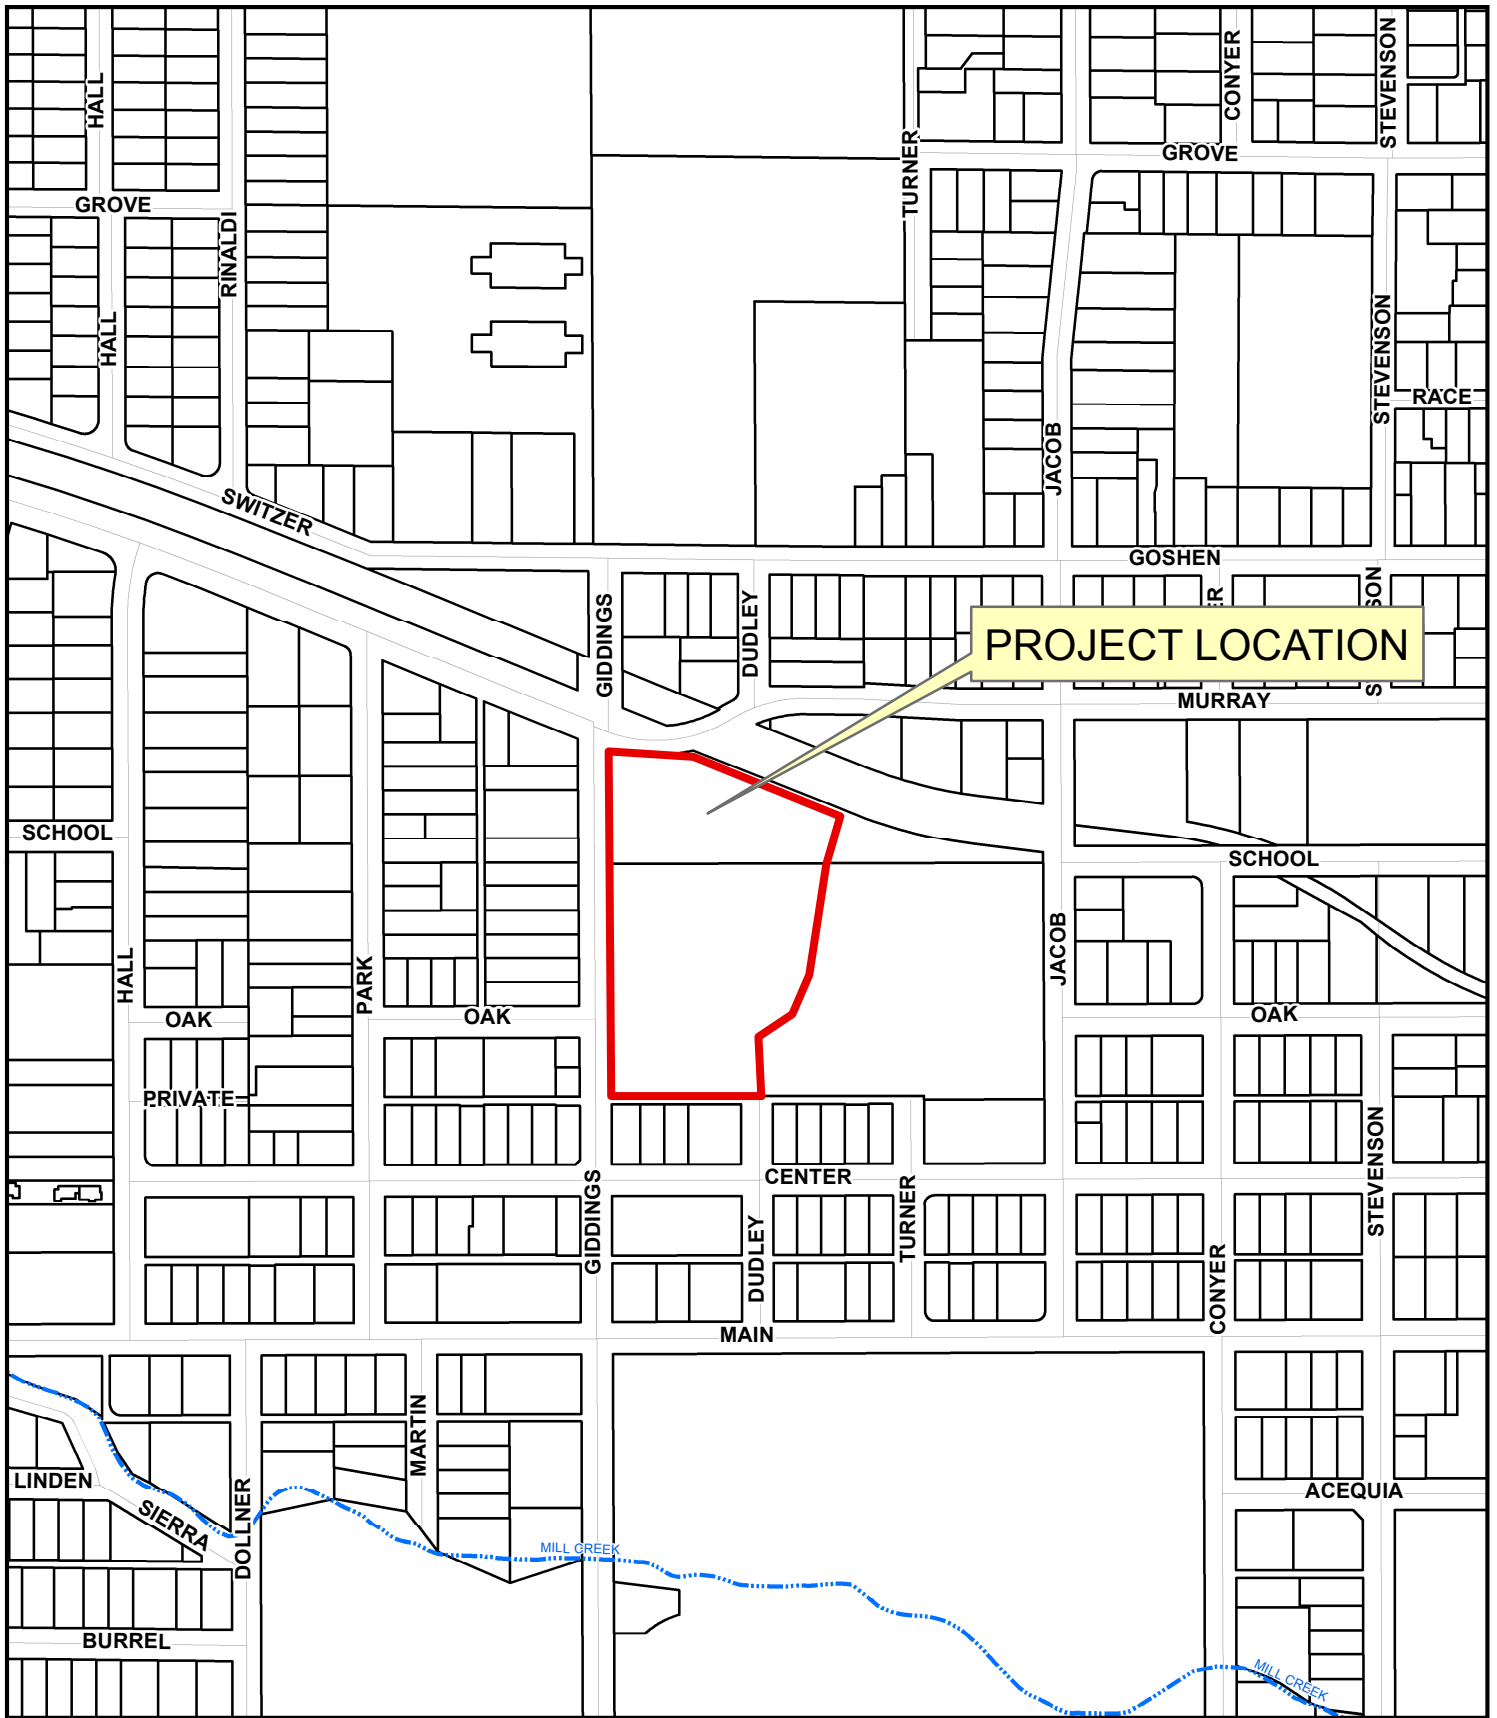 HALL
CONYER
STEVENSON
GROVE
TURNER
GROVE
RINALDI
HALL
STEVENSON
RACE
JACOB
SWITZER
GOSHEN
GIDDINGS
DUDLEY
PROJECT LOCATION
MURRAY
SCHOOL
SCHOOL
HALL
PARK
JACOB
OAK
OAK
OAK
PRIVATE
STEVENSON
CENTER
GIDDINGS
TURNER
DUDLEY
CONYER
MAIN
MARTIN
LINDEN
SIERRA
DOLLNER
ACEQUIA
MILL CREEK
BURREL
MILL CREEK